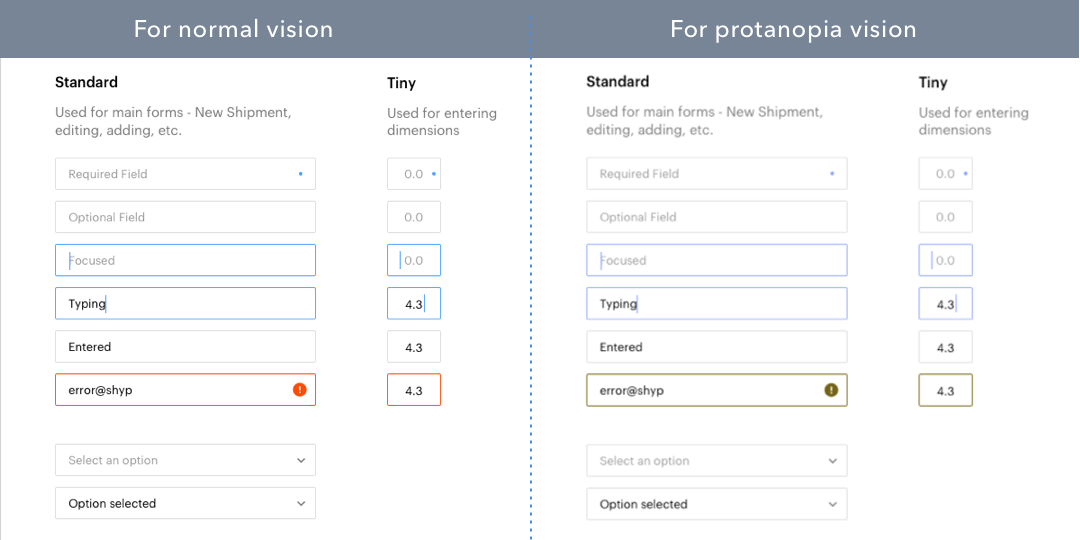 For normal vision
For protanopia vision
Standard
Tiny
Used for main forms - New Shipment,
editing, adding, etc.
Used for entering
dimensions
Required Field
0.0
Optional Field
0.0
Focused
0.0
Typing
4.3
Entered
4.3
error@shyp
!
4.3
Select an option
Option selected
Standard
Tiny
Used for main forms - New Shipment,
editing, adding, etc.
Used for entering
dimensions
Required Field
0.0
Optional Field
0.0
Focused
0.0
Typing
4.3
Entered
4.3
error@shyp
!
4.3
Select an option
Option selected